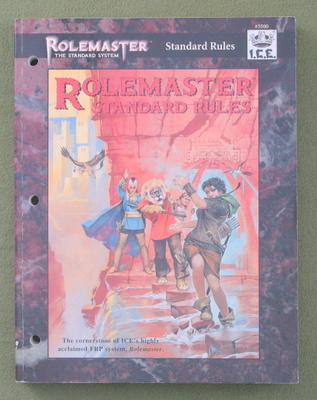 ROLEMASTER
THE STANDARD SYSTEM
Standard Rules
#5500
I.C.E.
ROLEMASTER
STANDARD RULES
The cornerstone of ICE's highly
acclaimed FRP system, Rolemaster.